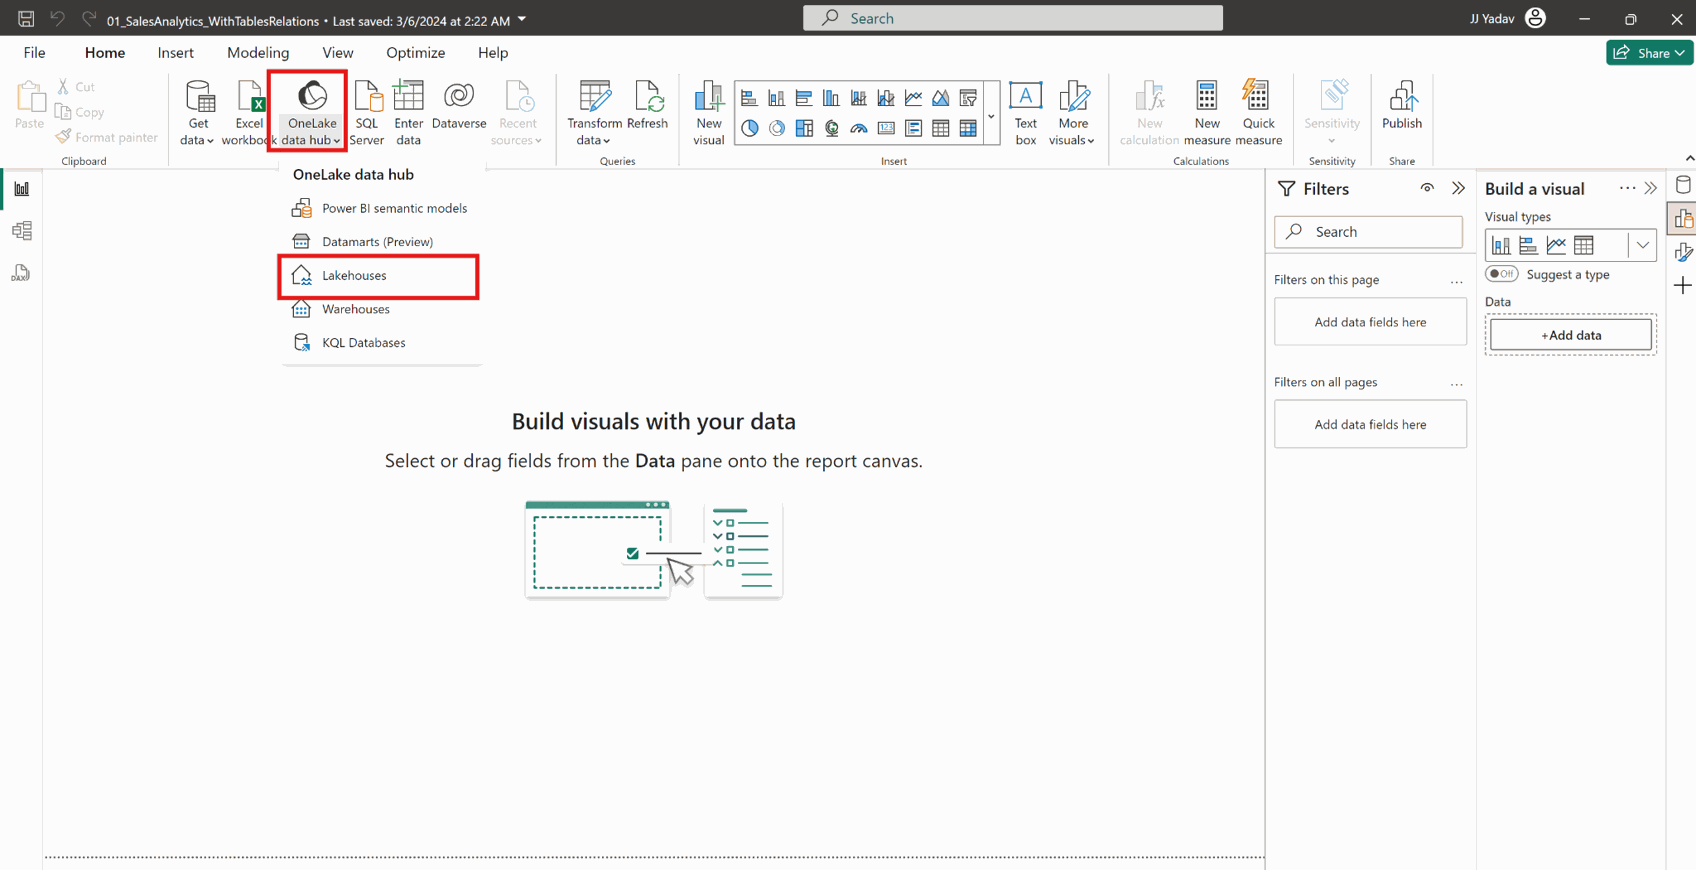 01_SalesAnalytics_WithTablesRelations • Last saved: 3/6/2024 at 2:22 AM
Search
JJ Yadav
File
Home
Insert
Modeling
View
Optimize
Help
Share
Paste
Cut
Copy
Format painter
Clipboard
Get
data
Excel
workbook
OneLake
data hub
SQL
Server
Enter
data
Dataverse
Recent
sources
Transform
data
Refresh
Queries
New
visual
Text
box
More
visuals
Insert
New
calculation
New
measure
Quick
measure
Calculations
Sensitivity
Sensitivity
Publish
Share
OneLake data hub
Power BI semantic models
Datamarts (Preview)
Lakehouses
Warehouses
KQL Databases
Build visuals with your data
Select or drag fields from the Data pane onto the report canvas.
Filters
Search
Filters on this page
Add data fields here
Filters on all pages
Add data fields here
Build a visual
Visual types
Off
Suggest a type
Data
+Add data
A
123
DAX